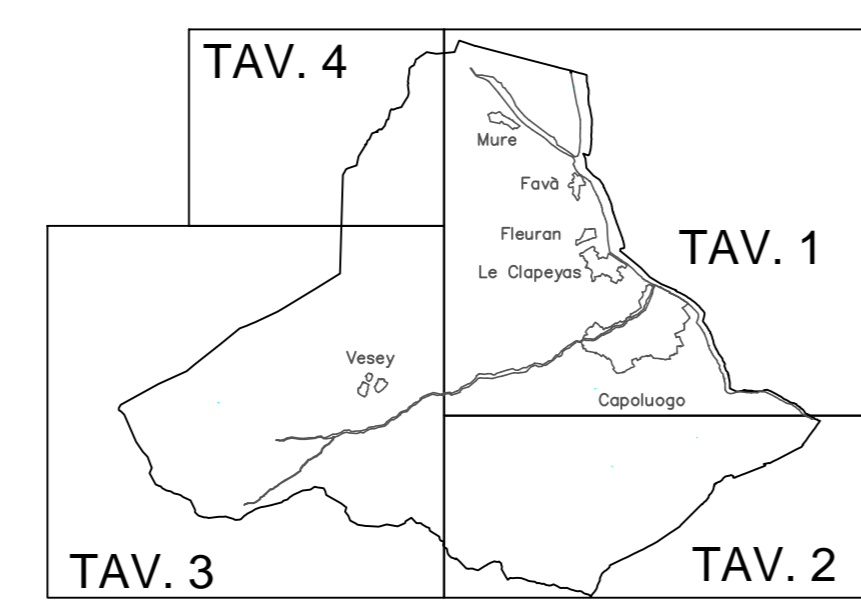 TAV. 4
Mure
Favà
Fleuran
TAV. 1
Le Clapeyas
Vesey
Capoluogo
TAV. 3
TAV. 2